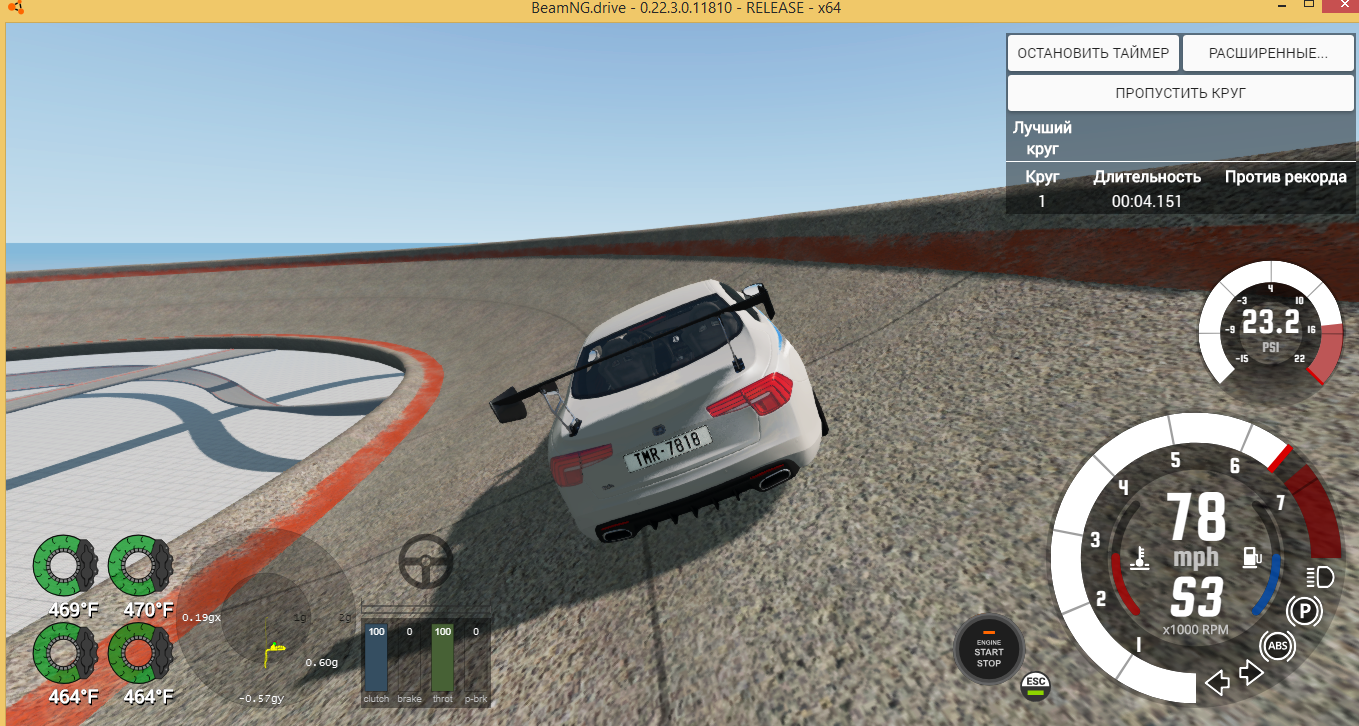 BeamNG.drive - 0.22.3.0.11810 - RELEASE - x64
ОСТАНОВИТЬ ТАЙМЕР
РАСШИРЕННЫЕ...
ПРОПУСТИТЬ КРУГ
Лучший
круг
Круг Длительность Против рекорда
1 00:04.151
-15 -9 -3 4 10 16 22
23.2
PSI
TMR-7818
1 2 3 4 5 6 7
78
mph
S3
x1000 RPM
P
ABS
ENGINE
START
STOP
ESC
469°F 470°F
464°F 464°F
0.19gx
1g 2g
0.60g
-0.57gy
100 0 100 0
clutch brake throt p-brk